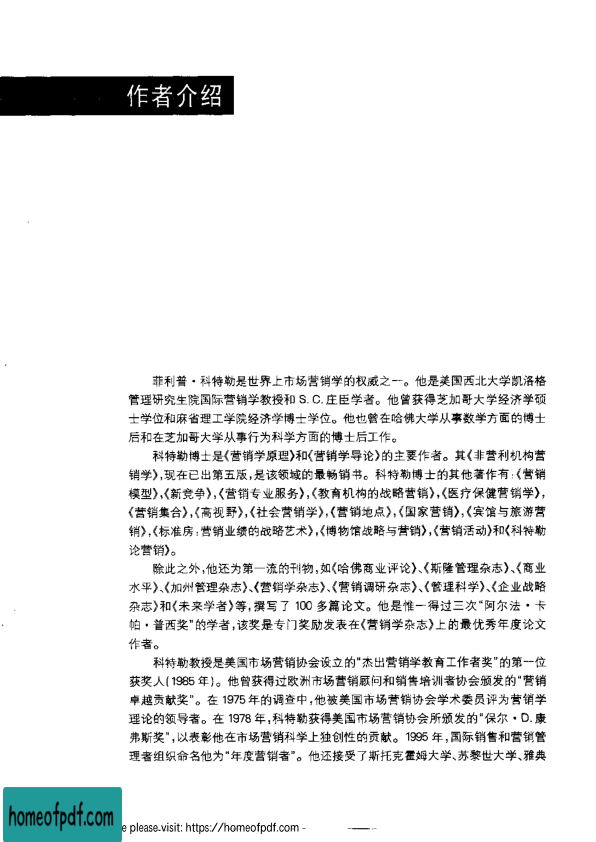 作者介绍
菲利普·科特勒是世界上市场营销学的权威之一。他是美国西北大学凯洛格
管理研究生院国际营销学教授和S.C.庄臣学者。他曾获得芝加哥大学经济学硕
士学位和麻省理工学院经济学博士学位。他也曾在哈佛大学从事数学方面的博士
后和在芝加哥大学从事行为科学方面的博士后工作。
科特勒博士是《营销学原理》和《营销学导论》的主要作者。其《非营利机构营
销学》,现在已出第五版,是该领域的最畅销书。科特勒博士的其他著作有:《营销
模型》,《新竞争》,《营销专业服务》,《教育机构的战略营销》,《医疗保健营销学》,
《营销集合》,《高视野》,《社会营销学》,《营销地点》,《国家营销》,《宾馆与旅游营
销》,《标准房:营销业绩的战略艺术》,《博物馆战略与营销》,《营销活动》和《科特勒
论营销》。
除此之外,他还为第一流的刊物,如《哈佛商业评论》、《斯隆管理杂志》、《商业
水平》、《加州管理杂志》、《营销学杂志》、《营销调研杂志》、《管理科学》、《企业战略
杂志》和《未来学者》等,撰写了100多篇论文。他是惟一得过三次“阿尔法·卡
帕·普西奖”的学者,该奖是专门奖励发表在《营销学杂志》上的最优秀年度论文
作者。
科特勒教授是美国市场营销协会设立的“杰出营销学教育工作者奖”的第一位
获奖人(1985年)。他曾获得过欧洲市场营销顾问和销售培训者协会颁发的“营销
卓越贡献奖”。在1975年的调查中,他被美国市场营销协会学术委员评为营销学
理论的领导者。在1978年,科特勒获得美国市场营销协会所颁发的“保尔·D.康
弗斯奖”,以表彰他在市场营销科学上独创性的贡献。1995年,国际销售和营销管
理者组织命名他为“年度营销者”。他还接受了斯托克霍姆大学、苏黎世大学、雅典
homeofpdf.com
e please visit: https://homeofpdf.com -